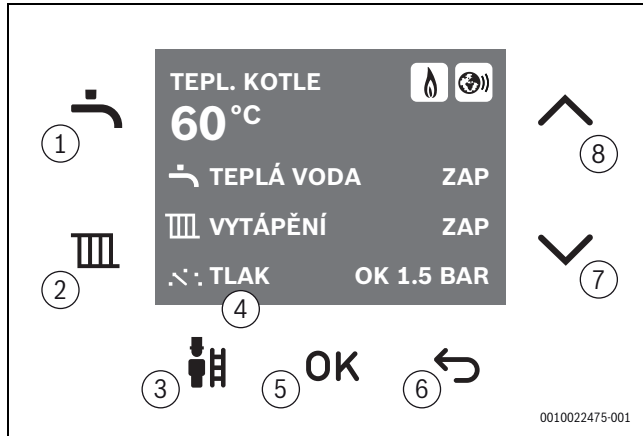 TEPL. KOTLE
60°C
1
8
TEPLÁ VODA ZAP
VYTÁPĚNÍ ZAP
2
7
TLAK OK 1.5 BAR
4
3
5 OK
6
0010022475-001